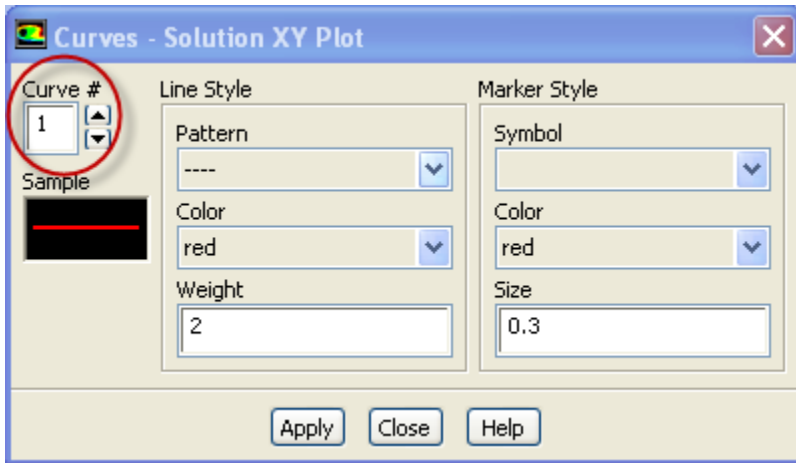 Curves - Solution XY Plot
Curve #
1
Sample
Line Style
Pattern
----
Color
red
Weight
2
Marker Style
Symbol
Color
red
Size
0.3
Apply
Close
Help